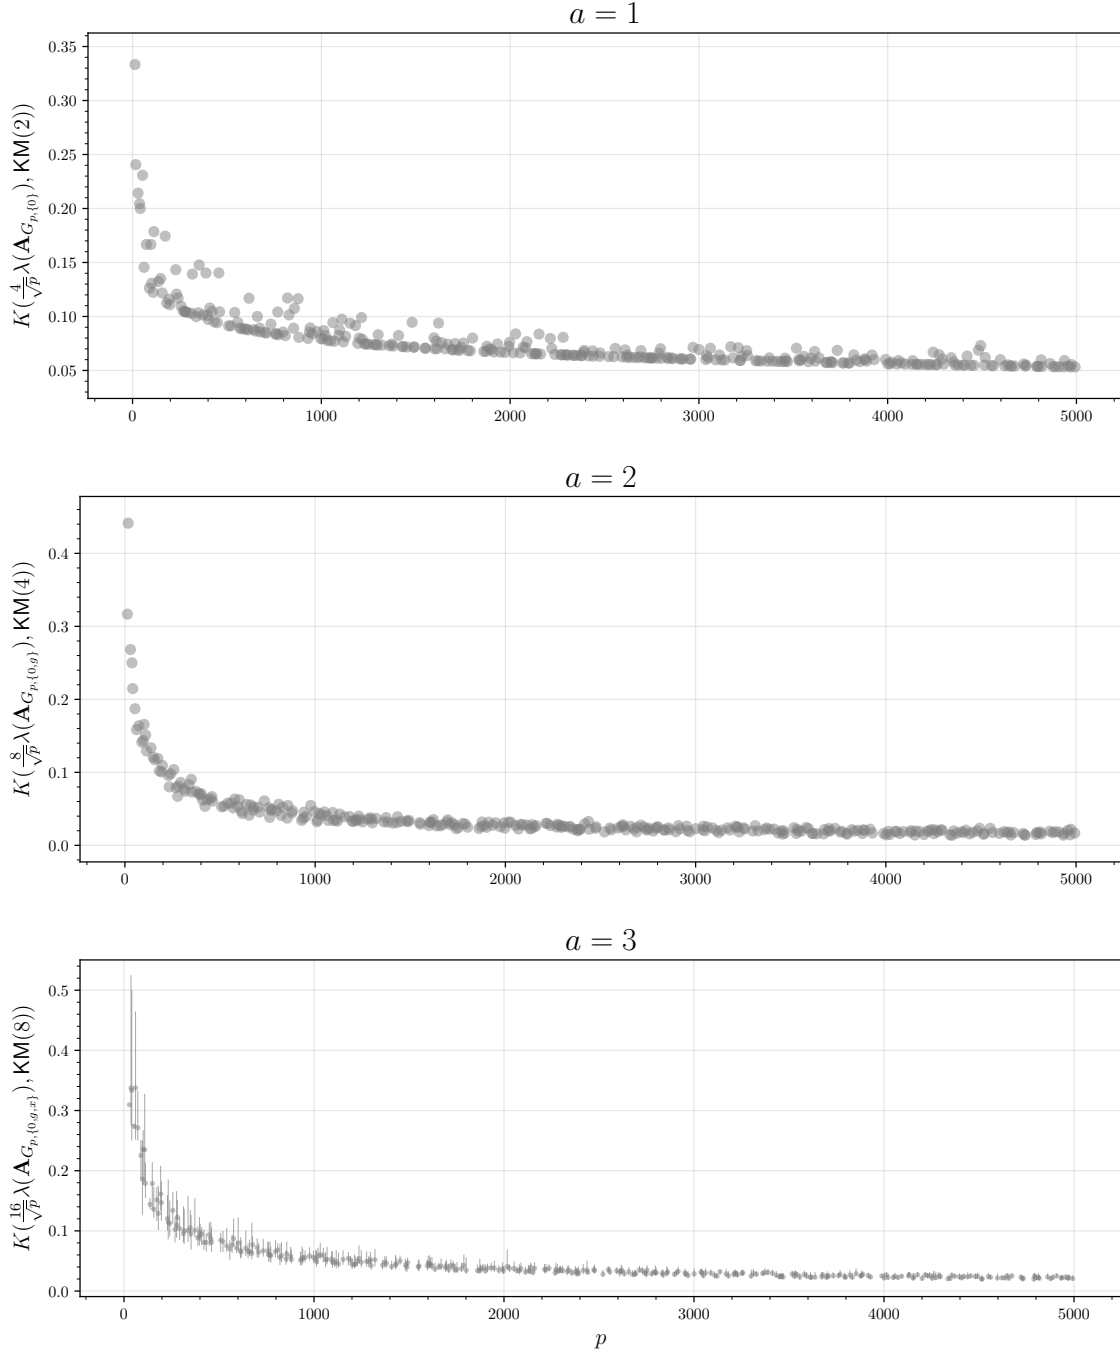 a = 1
K(4/√p λ(A_{G_{p,{0}}}), KM(2))
0.35
0.30
0.25
0.20
0.15
0.10
0.05
0 1000 2000 3000 4000 5000
a = 2
K(8/√p λ(A_{G_{p,{0,g}}}), KM(4))
0.4
0.3
0.2
0.1
0.0
0 1000 2000 3000 4000 5000
a = 3
K(16/√p λ(A_{G_{p,{0,g,x}}}), KM(8))
0.5
0.4
0.3
0.2
0.1
0.0
0 1000 2000 3000 4000 5000
p